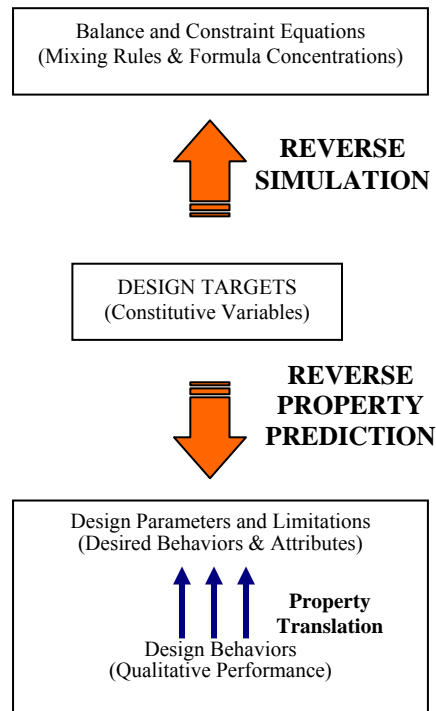 Balance and Constraint Equations
(Mixing Rules & Formula Concentrations)
REVERSE
SIMULATION
DESIGN TARGETS
(Constitutive Variables)
REVERSE
PROPERTY
PREDICTION
Design Parameters and Limitations
(Desired Behaviors & Attributes)
Property
Translation
Design Behaviors
(Qualitative Performance)